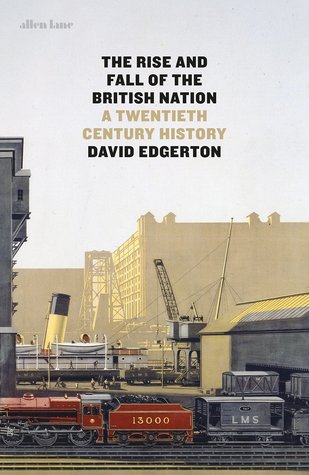 allen lane
THE RISE AND
FALL OF THE
BRITISH NATION
A TWENTIETH
CENTURY HISTORY
DAVID EDGERTON
13000
LMS